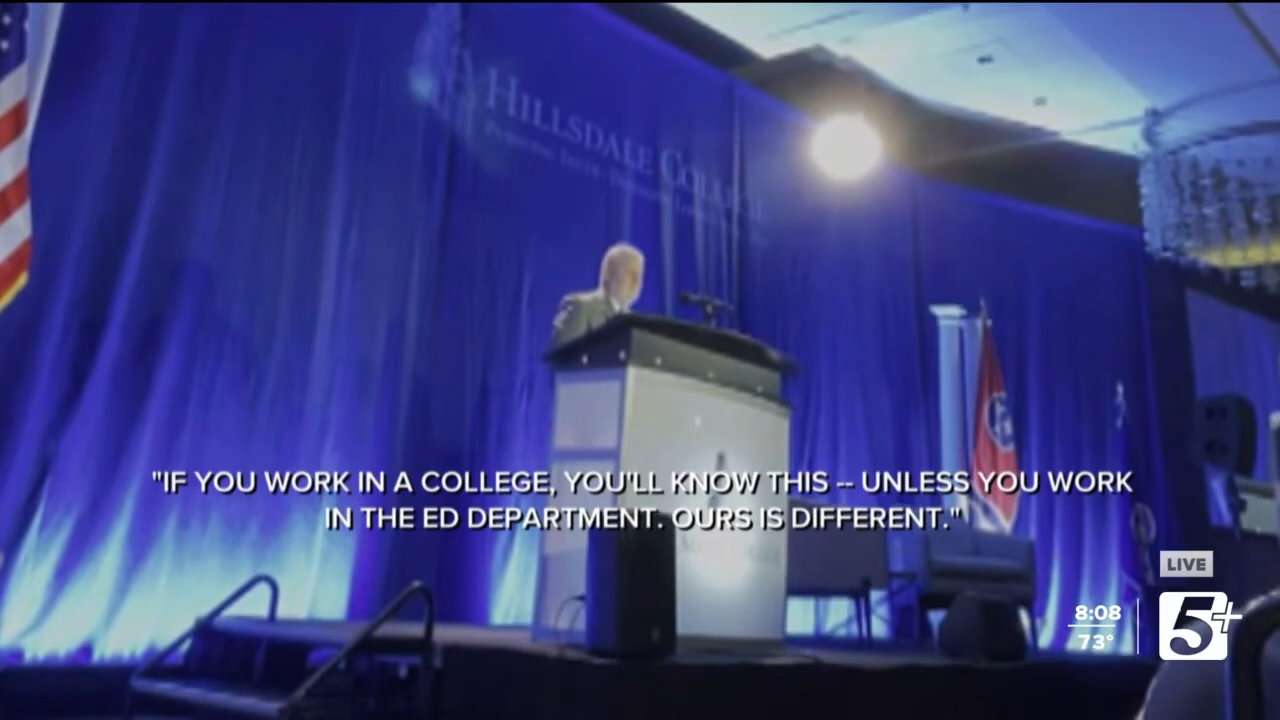 HILLSDALE COLLEGE
"IF YOU WORK IN A COLLEGE, YOU'LL KNOW THIS -- UNLESS YOU WORK
IN THE ED DEPARTMENT. OURS IS DIFFERENT."
LIVE
8:08
73°
5+